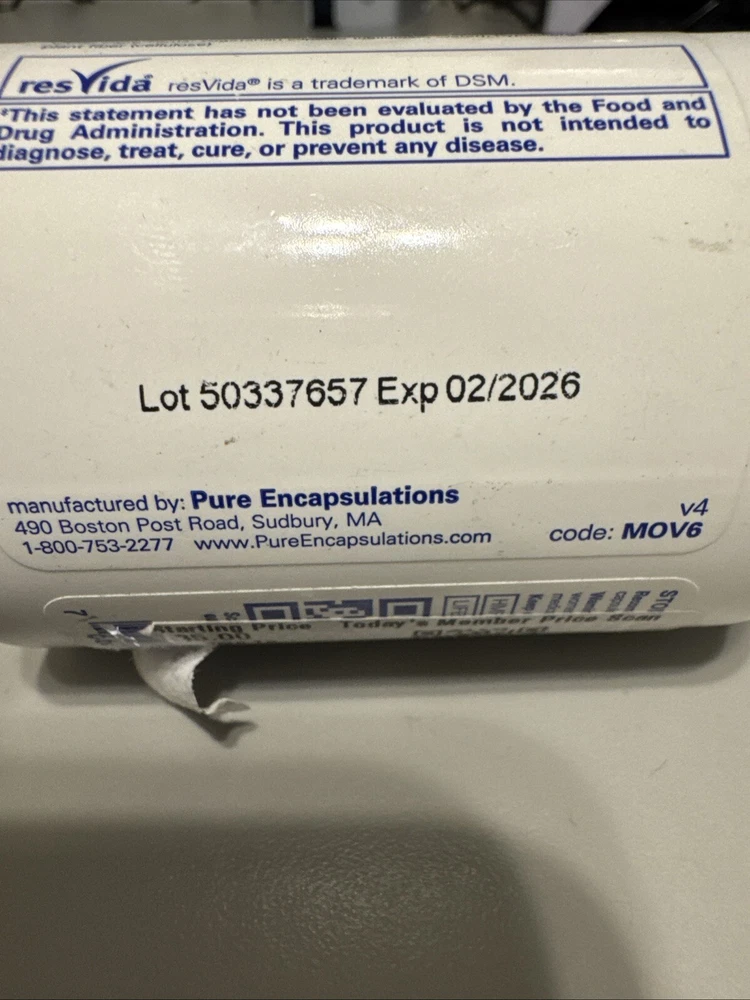 resVida® resVida® is a trademark of DSM.
*This statement has not been evaluated by the Food and
Drug Administration. This product is not intended to
diagnose, treat, cure, or prevent any disease.
Lot 50337657 Exp 02/2026
manufactured by: Pure Encapsulations
490 Boston Post Road, Sudbury, MA
1-800-753-2277 www.PureEncapsulations.com
v4
code: MOV6
Starting Price Today's Member Price Scan